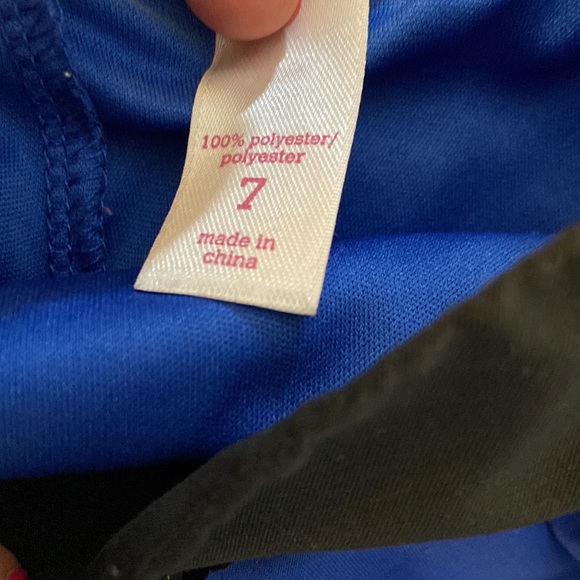 100% polyester/
polyester
7
made in
china